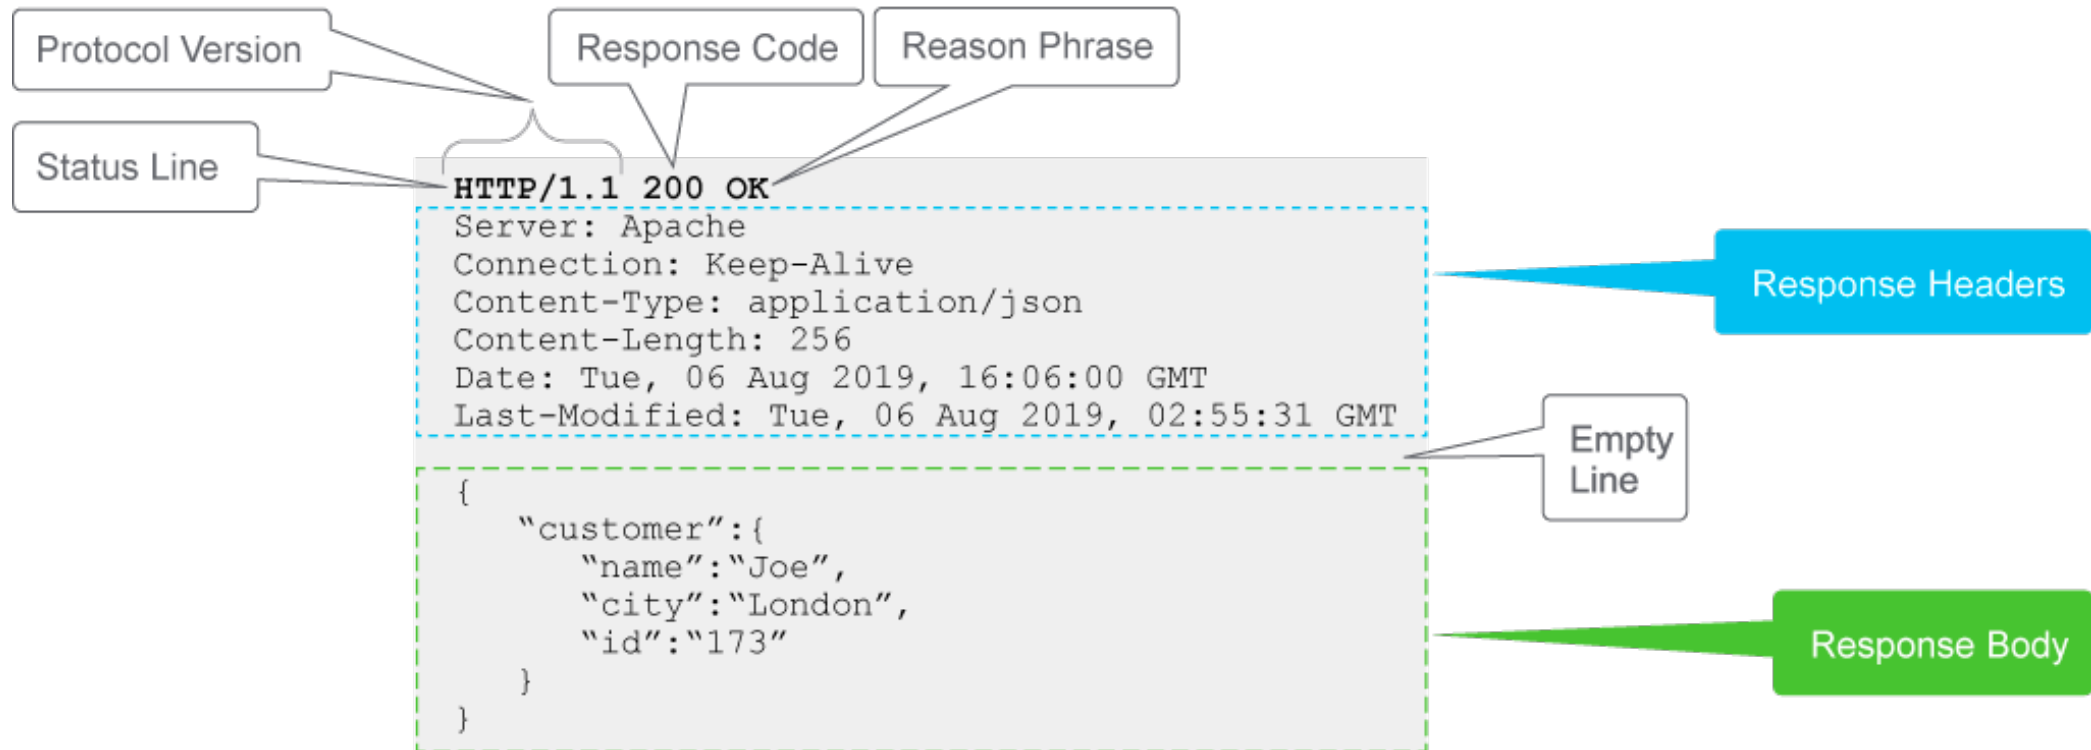 Protocol Version
Response Code
Reason Phrase
Status Line
HTTP/1.1 200 OK
Server: Apache
Connection: Keep-Alive
Content-Type: application/json
Content-Length: 256
Date: Tue, 06 Aug 2019, 16:06:00 GMT
Last-Modified: Tue, 06 Aug 2019, 02:55:31 GMT
Response Headers
Empty
Line
{
“customer”:{
“name”:“Joe”,
“city”:“London”,
“id”:“173”
}
}
Response Body